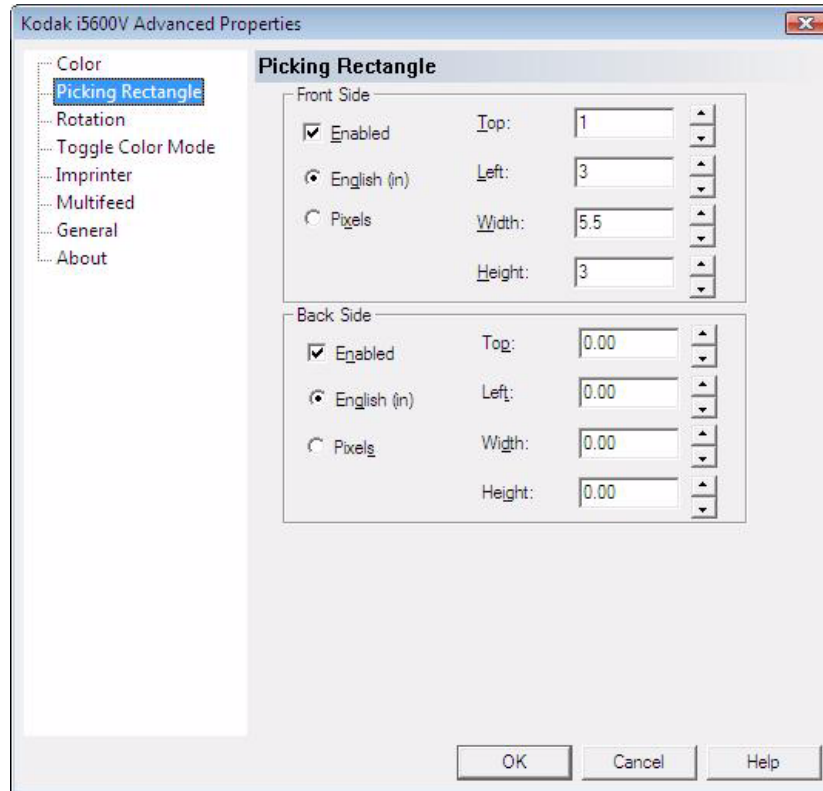 Kodak i5600V Advanced Properties
Color
Picking Rectangle
Rotation
Toggle Color Mode
Imprinter
Multifeed
General
About
Picking Rectangle
Front Side
Enabled
English (in)
Pixels
Top: 1
Left: 3
Width: 5.5
Height: 3
Back Side
Enabled
English (in)
Pixels
Top: 0.00
Left: 0.00
Width: 0.00
Height: 0.00
OK Cancel Help